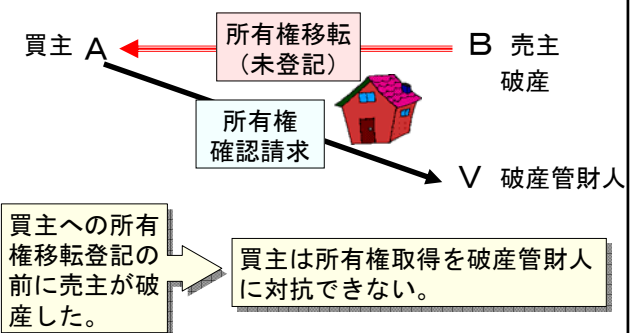 買主 A
所有権移転
（未登記）
B 売主
破産
所有権
確認請求
V 破産管財人
買主への所有
権移転登記の
前に売主が破
産した。
買主は所有権取得を破産管財人
に対抗できない。